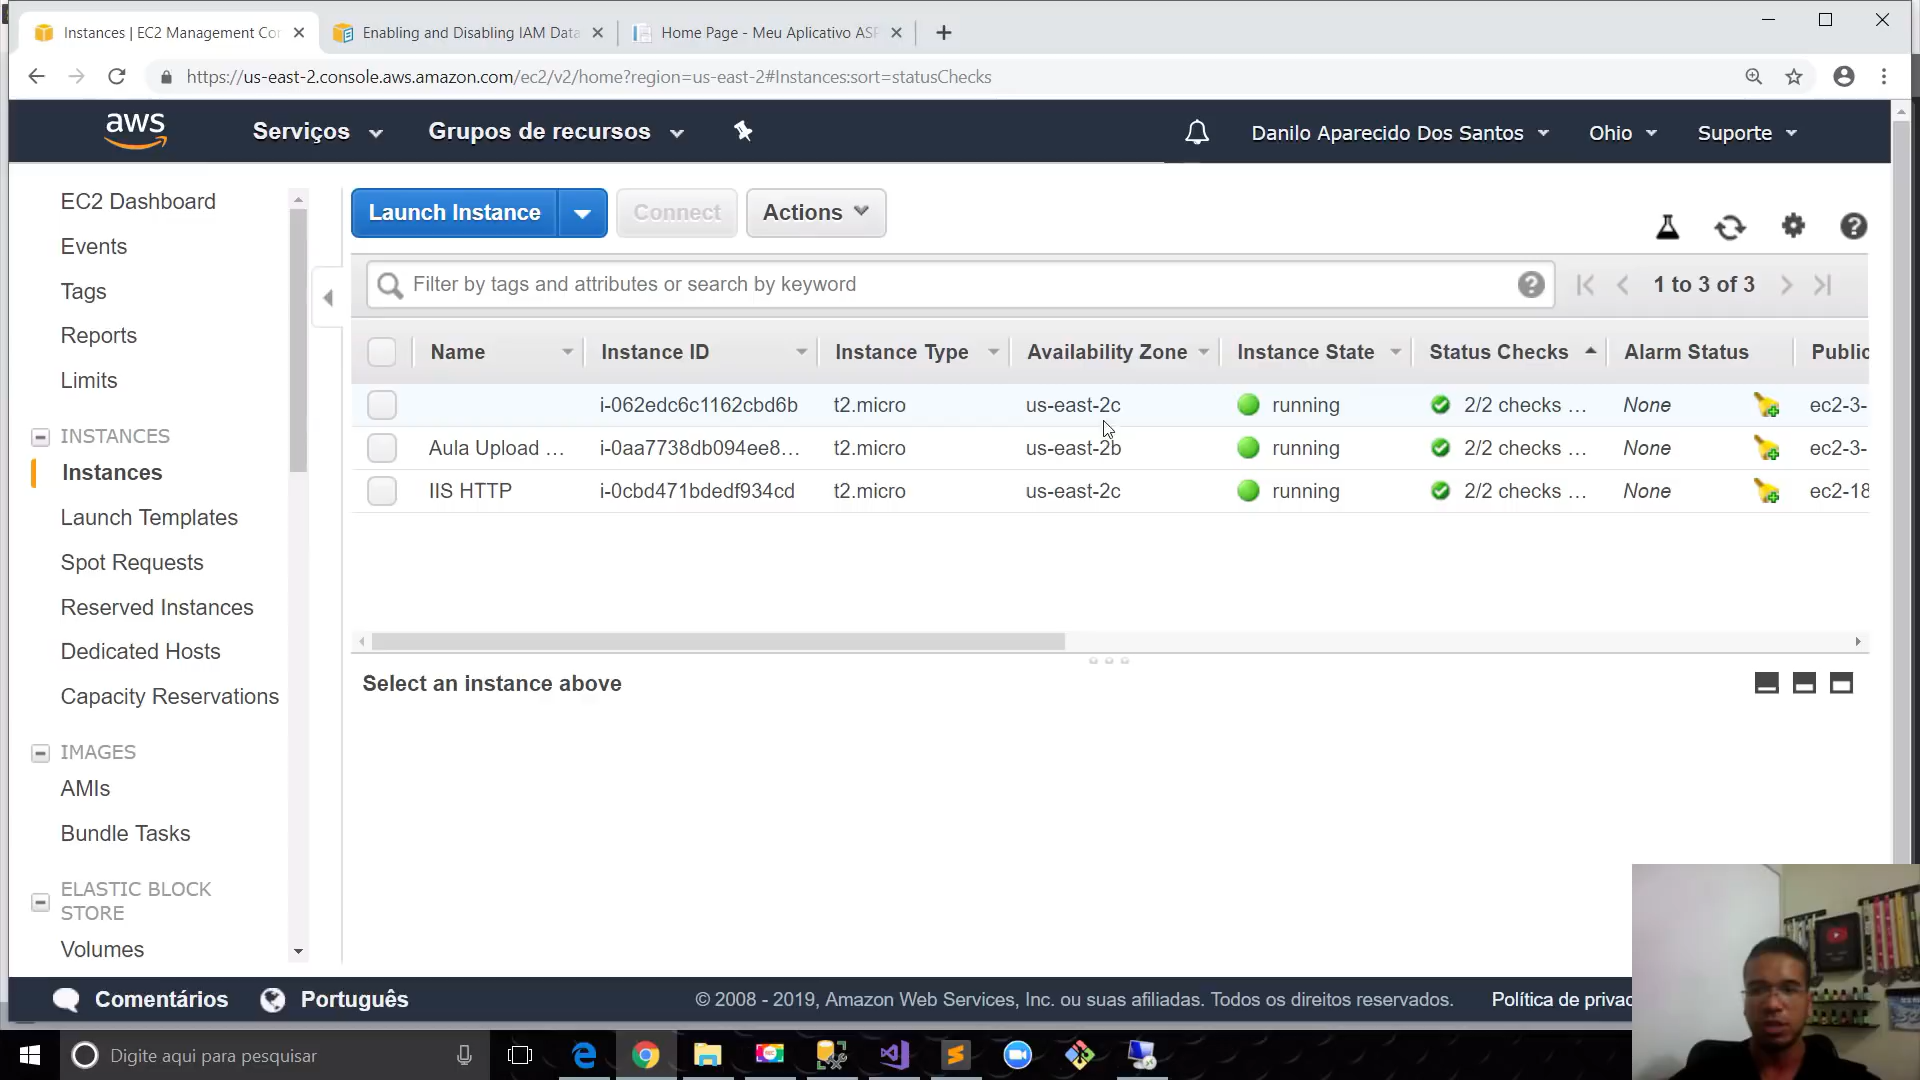 Instances | EC2 Management Con
Enabling and Disabling IAM Data
Home Page - Meu Aplicativo ASP
https://us-east-2.console.aws.amazon.com/ec2/v2/home?region=us-east-2#Instances:sort=statusChecks
aws
Serviços
Grupos de recursos
Danilo Aparecido Dos Santos
Ohio
Suporte
EC2 Dashboard
Events
Tags
Reports
Limits
INSTANCES
Instances
Launch Templates
Spot Requests
Reserved Instances
Dedicated Hosts
Capacity Reservations
IMAGES
AMIs
Bundle Tasks
ELASTIC BLOCK
STORE
Volumes
Launch Instance
Connect
Actions
Filter by tags and attributes or search by keyword
1 to 3 of 3
Name Instance ID Instance Type Availability Zone Instance State Status Checks Alarm Status Public
i-062edc6c1162cbd6b t2.micro us-east-2c running 2/2 checks … None ec2-3-
Aula Upload … i-0aa7738db094ee8… t2.micro us-east-2b running 2/2 checks … None ec2-3-
IIS HTTP i-0cbd471bdedf934cd t2.micro us-east-2c running 2/2 checks … None ec2-18
Select an instance above
Comentários
Português
© 2008 - 2019, Amazon Web Services, Inc. ou suas afiliadas. Todos os direitos reservados.
Política de privac
Digite aqui para pesquisar